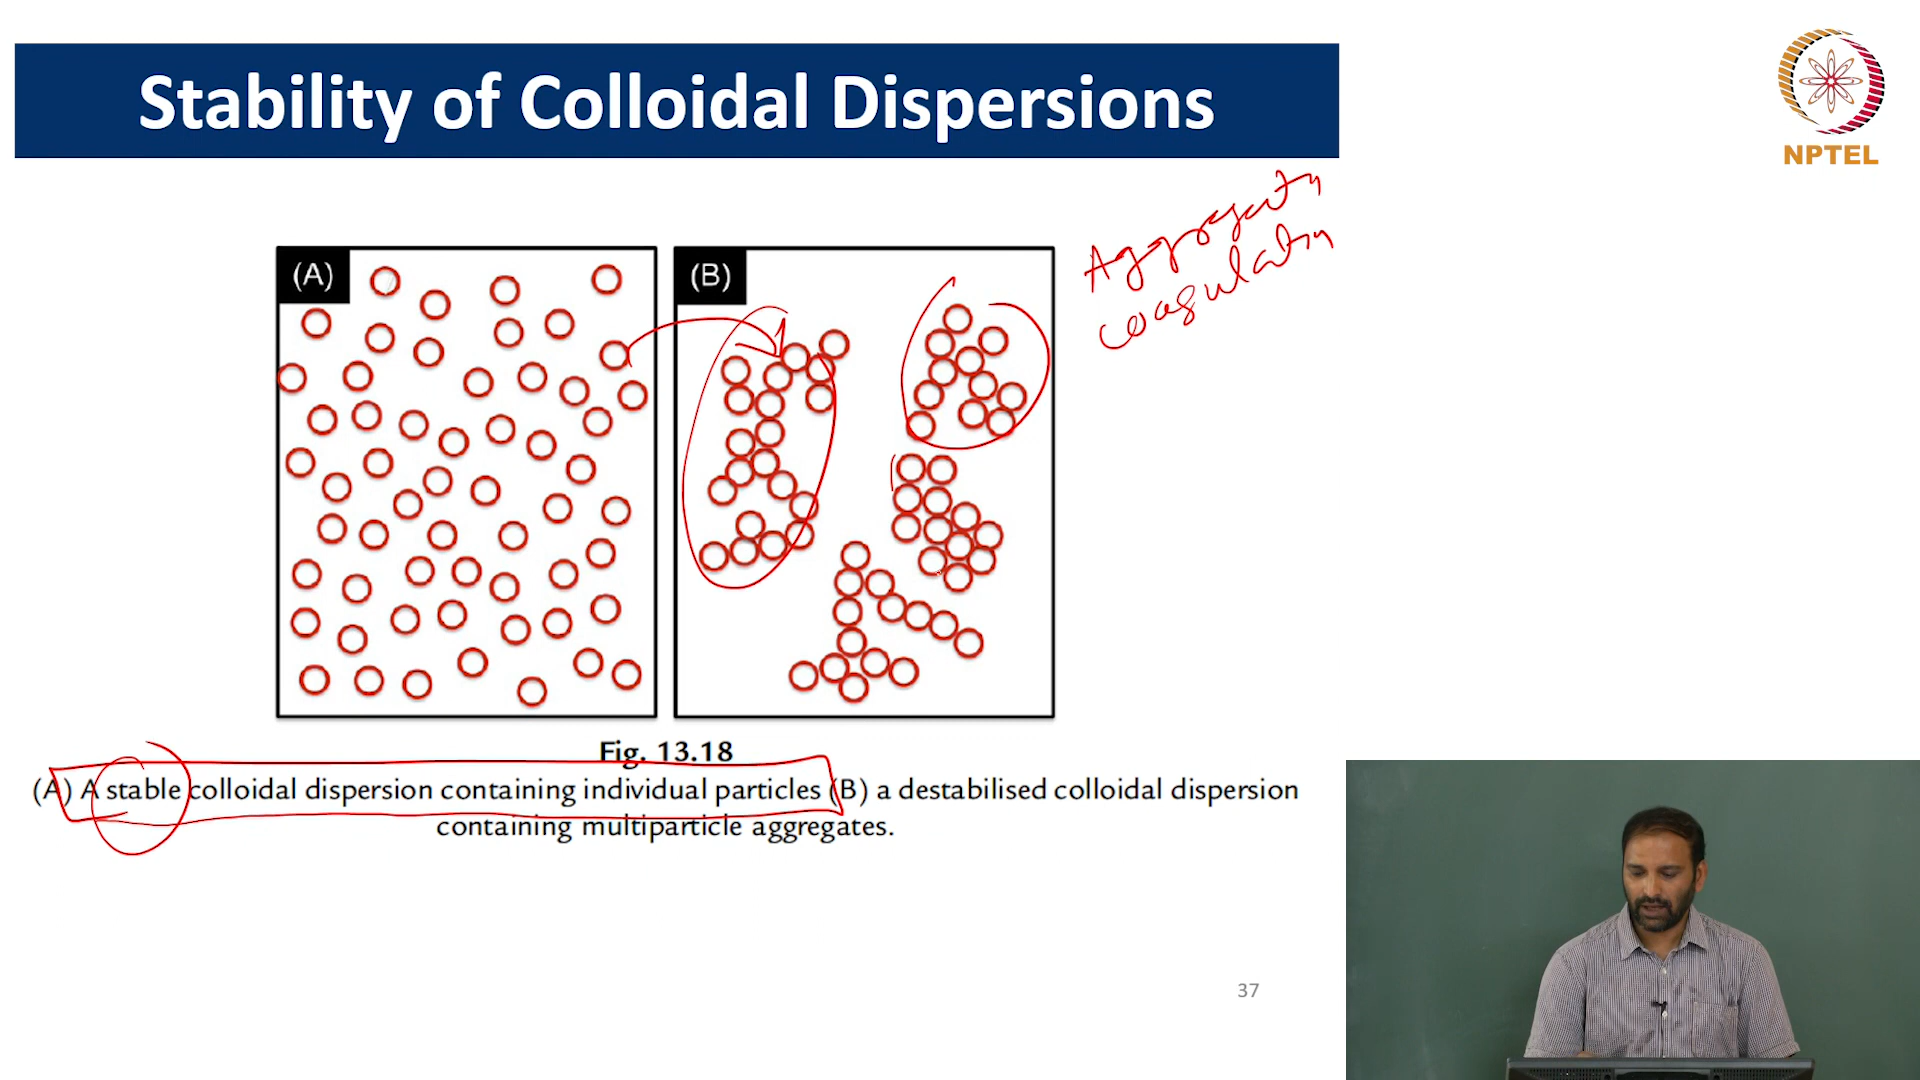 Stability of Colloidal Dispersions
NPTEL
(A)
(B)
coagulation
Fig. 13.18
(A) A stable colloidal dispersion containing individual particles (B) a destabilised colloidal dispersion
containing multiparticle aggregates.
37